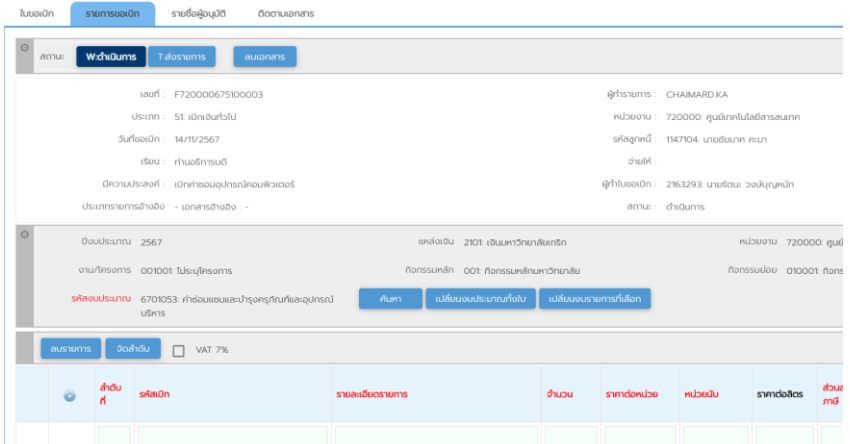 ใบขอเบิก รายการขอเบิก รายชื่อผู้อนุมัติ ติดตามเอกสาร
สถานะ W:ดำเนินการ T:ส่งรายการ ลบเอกสาร
เลขที่ : F720000675100003 ผู้ทำรายการ : CHAIMARD.KA
ประเภท : 51: เบิกเงินทั่วไป หน่วยงาน : 720000: ศูนย์เทคโนโลยีสารสนเทศ
วันที่ขอเบิก : 14/11/2567 รหัสลูกหนี้ : 1147104: นายชัยมาศ คะมา
เรียน : ท่านอธิการบดี จ่ายให้ :
มีความประสงค์ : เบิกค่าซ่อมอุปกรณ์คอมพิวเตอร์ ผู้ทำใบขอเบิก : 2163293: นายรัตนะ วงษ์บุญหนัก
ประเภทรายการอ้างอิง - เอกสารอ้างอิง : - สถานะ : ดำเนินการ
ปีงบประมาณ 2567 แหล่งเงิน 2101: เงินมหาวิทยาลัยเกริก หน่วยงาน 720000: ศูนย์
งาน/โครงการ 001001: ไม่ระบุโครงการ กิจกรรมหลัก 001: กิจกรรมหลักมหาวิทยาลัย กิจกรรมย่อย 010001: กิจกร
รหัสงบประมาณ 6701053: ค่าซ่อมแซมและบำรุงครุภัณฑ์และอุปกรณ์ ค้นหา เปลี่ยนงบประมาณทั้งใบ เปลี่ยนงบรายการที่เลือก
บริหาร
ลบรายการ จัดลำดับ VAT 7%
ลำดับ รหัสเบิก รายละเอียดรายการ จำนวน ราคาต่อหน่วย หน่วยนับ ราคาต่อลิตร ส่วนล
ที่ ภาษี